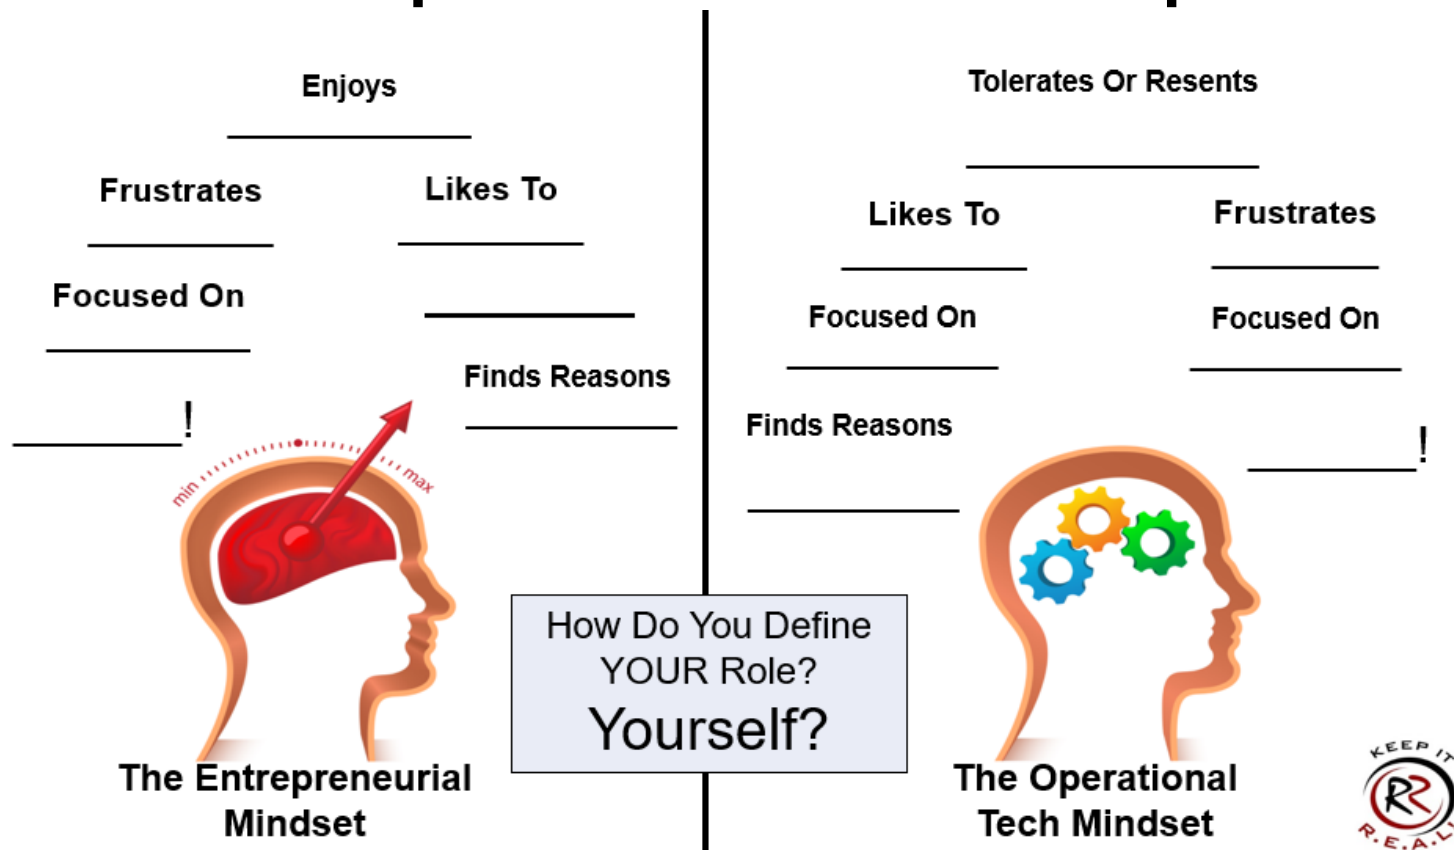 Enjoys
Frustrates
Likes To
Focused On
Finds Reasons
!
min
max
The Entrepreneurial
Mindset
Tolerates Or Resents
Likes To
Frustrates
Focused On
Focused On
Finds Reasons
!
How Do You Define
YOUR Role?
Yourself?
The Operational
Tech Mindset
KEEP IT
R.E.A.L